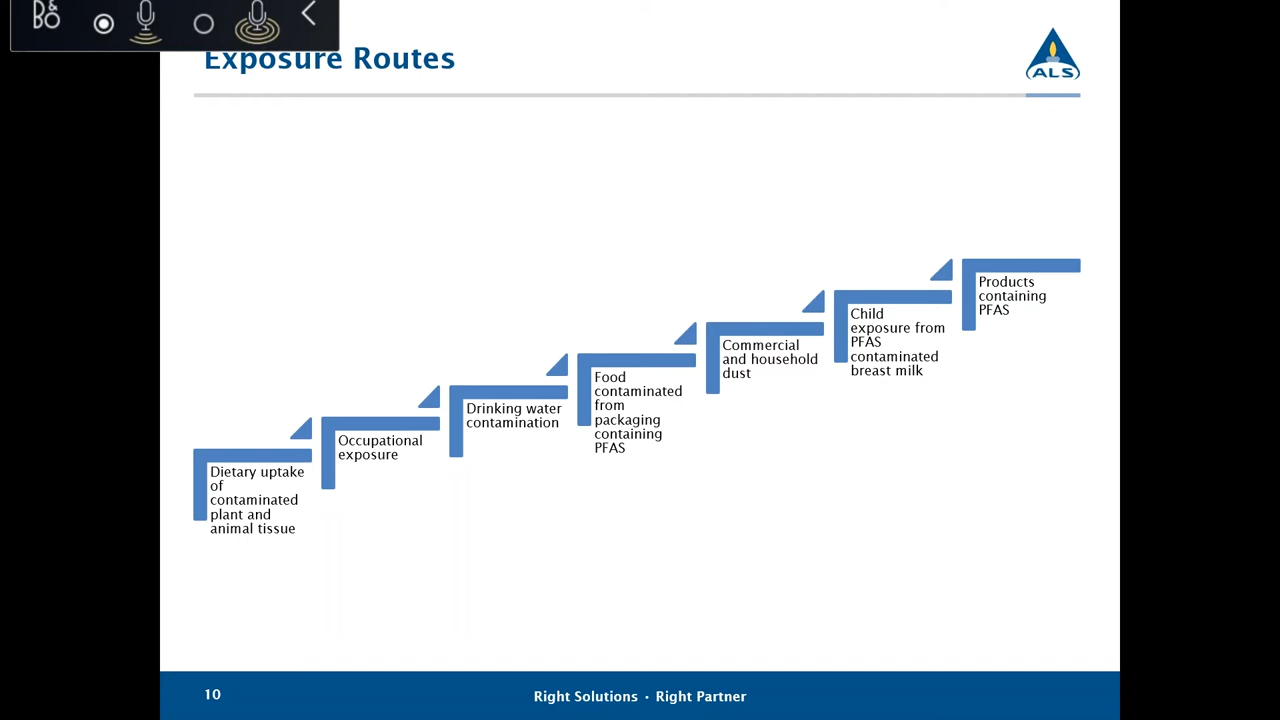 B&O
Exposure Routes
ALS
Dietary uptake
of
contaminated
plant and
animal tissue
Occupational
exposure
Drinking water
contamination
Food
contaminated
from
packaging
containing
PFAS
Commercial
and household
dust
Child
exposure from
PFAS
contaminated
breast milk
Products
containing
PFAS
10
Right Solutions · Right Partner